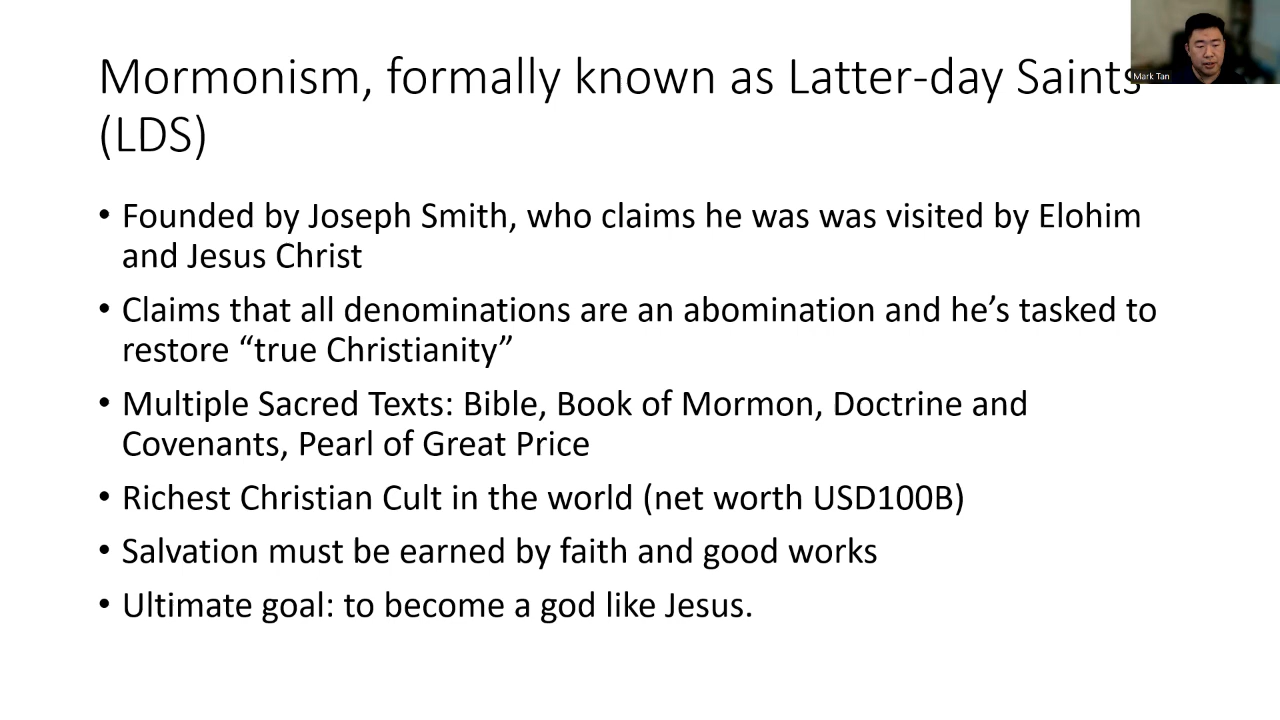 Mormonism, formally known as Latter-day Saints
(LDS)
Mark Tan
• Founded by Joseph Smith, who claims he was was visited by Elohim
and Jesus Christ
• Claims that all denominations are an abomination and he’s tasked to
restore “true Christianity”
• Multiple Sacred Texts: Bible, Book of Mormon, Doctrine and
Covenants, Pearl of Great Price
• Richest Christian Cult in the world (net worth USD100B)
• Salvation must be earned by faith and good works
• Ultimate goal: to become a god like Jesus.